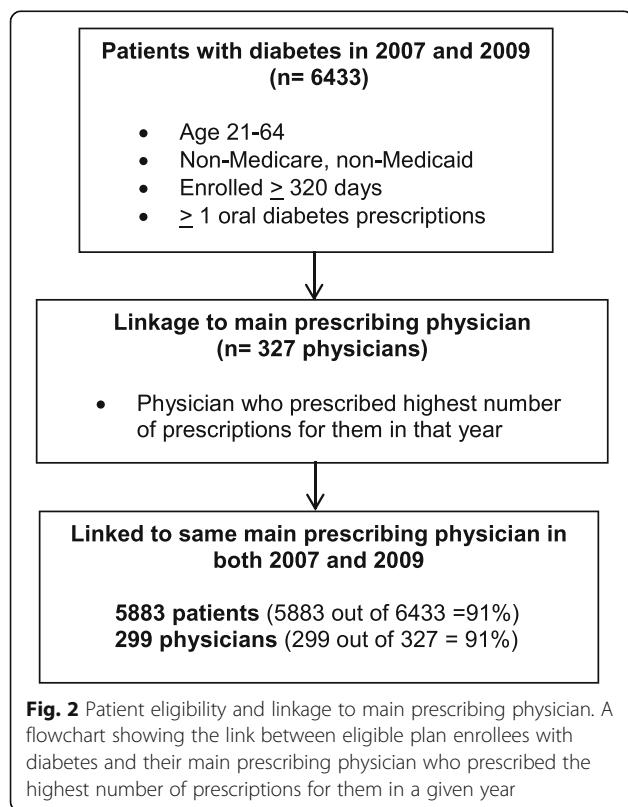 Patients with diabetes in 2007 and 2009
(n= 6433)
• Age 21-64
• Non-Medicare, non-Medicaid
• Enrolled ≥ 320 days
• ≥ 1 oral diabetes prescriptions
Linkage to main prescribing physician
(n= 327 physicians)
• Physician who prescribed highest number
of prescriptions for them in that year
Linked to same main prescribing physician in
both 2007 and 2009
5883 patients (5883 out of 6433 =91%)
299 physicians (299 out of 327 = 91%)
Fig. 2 Patient eligibility and linkage to main prescribing physician. A
flowchart showing the link between eligible plan enrollees with
diabetes and their main prescribing physician who prescribed the
highest number of prescriptions for them in a given year